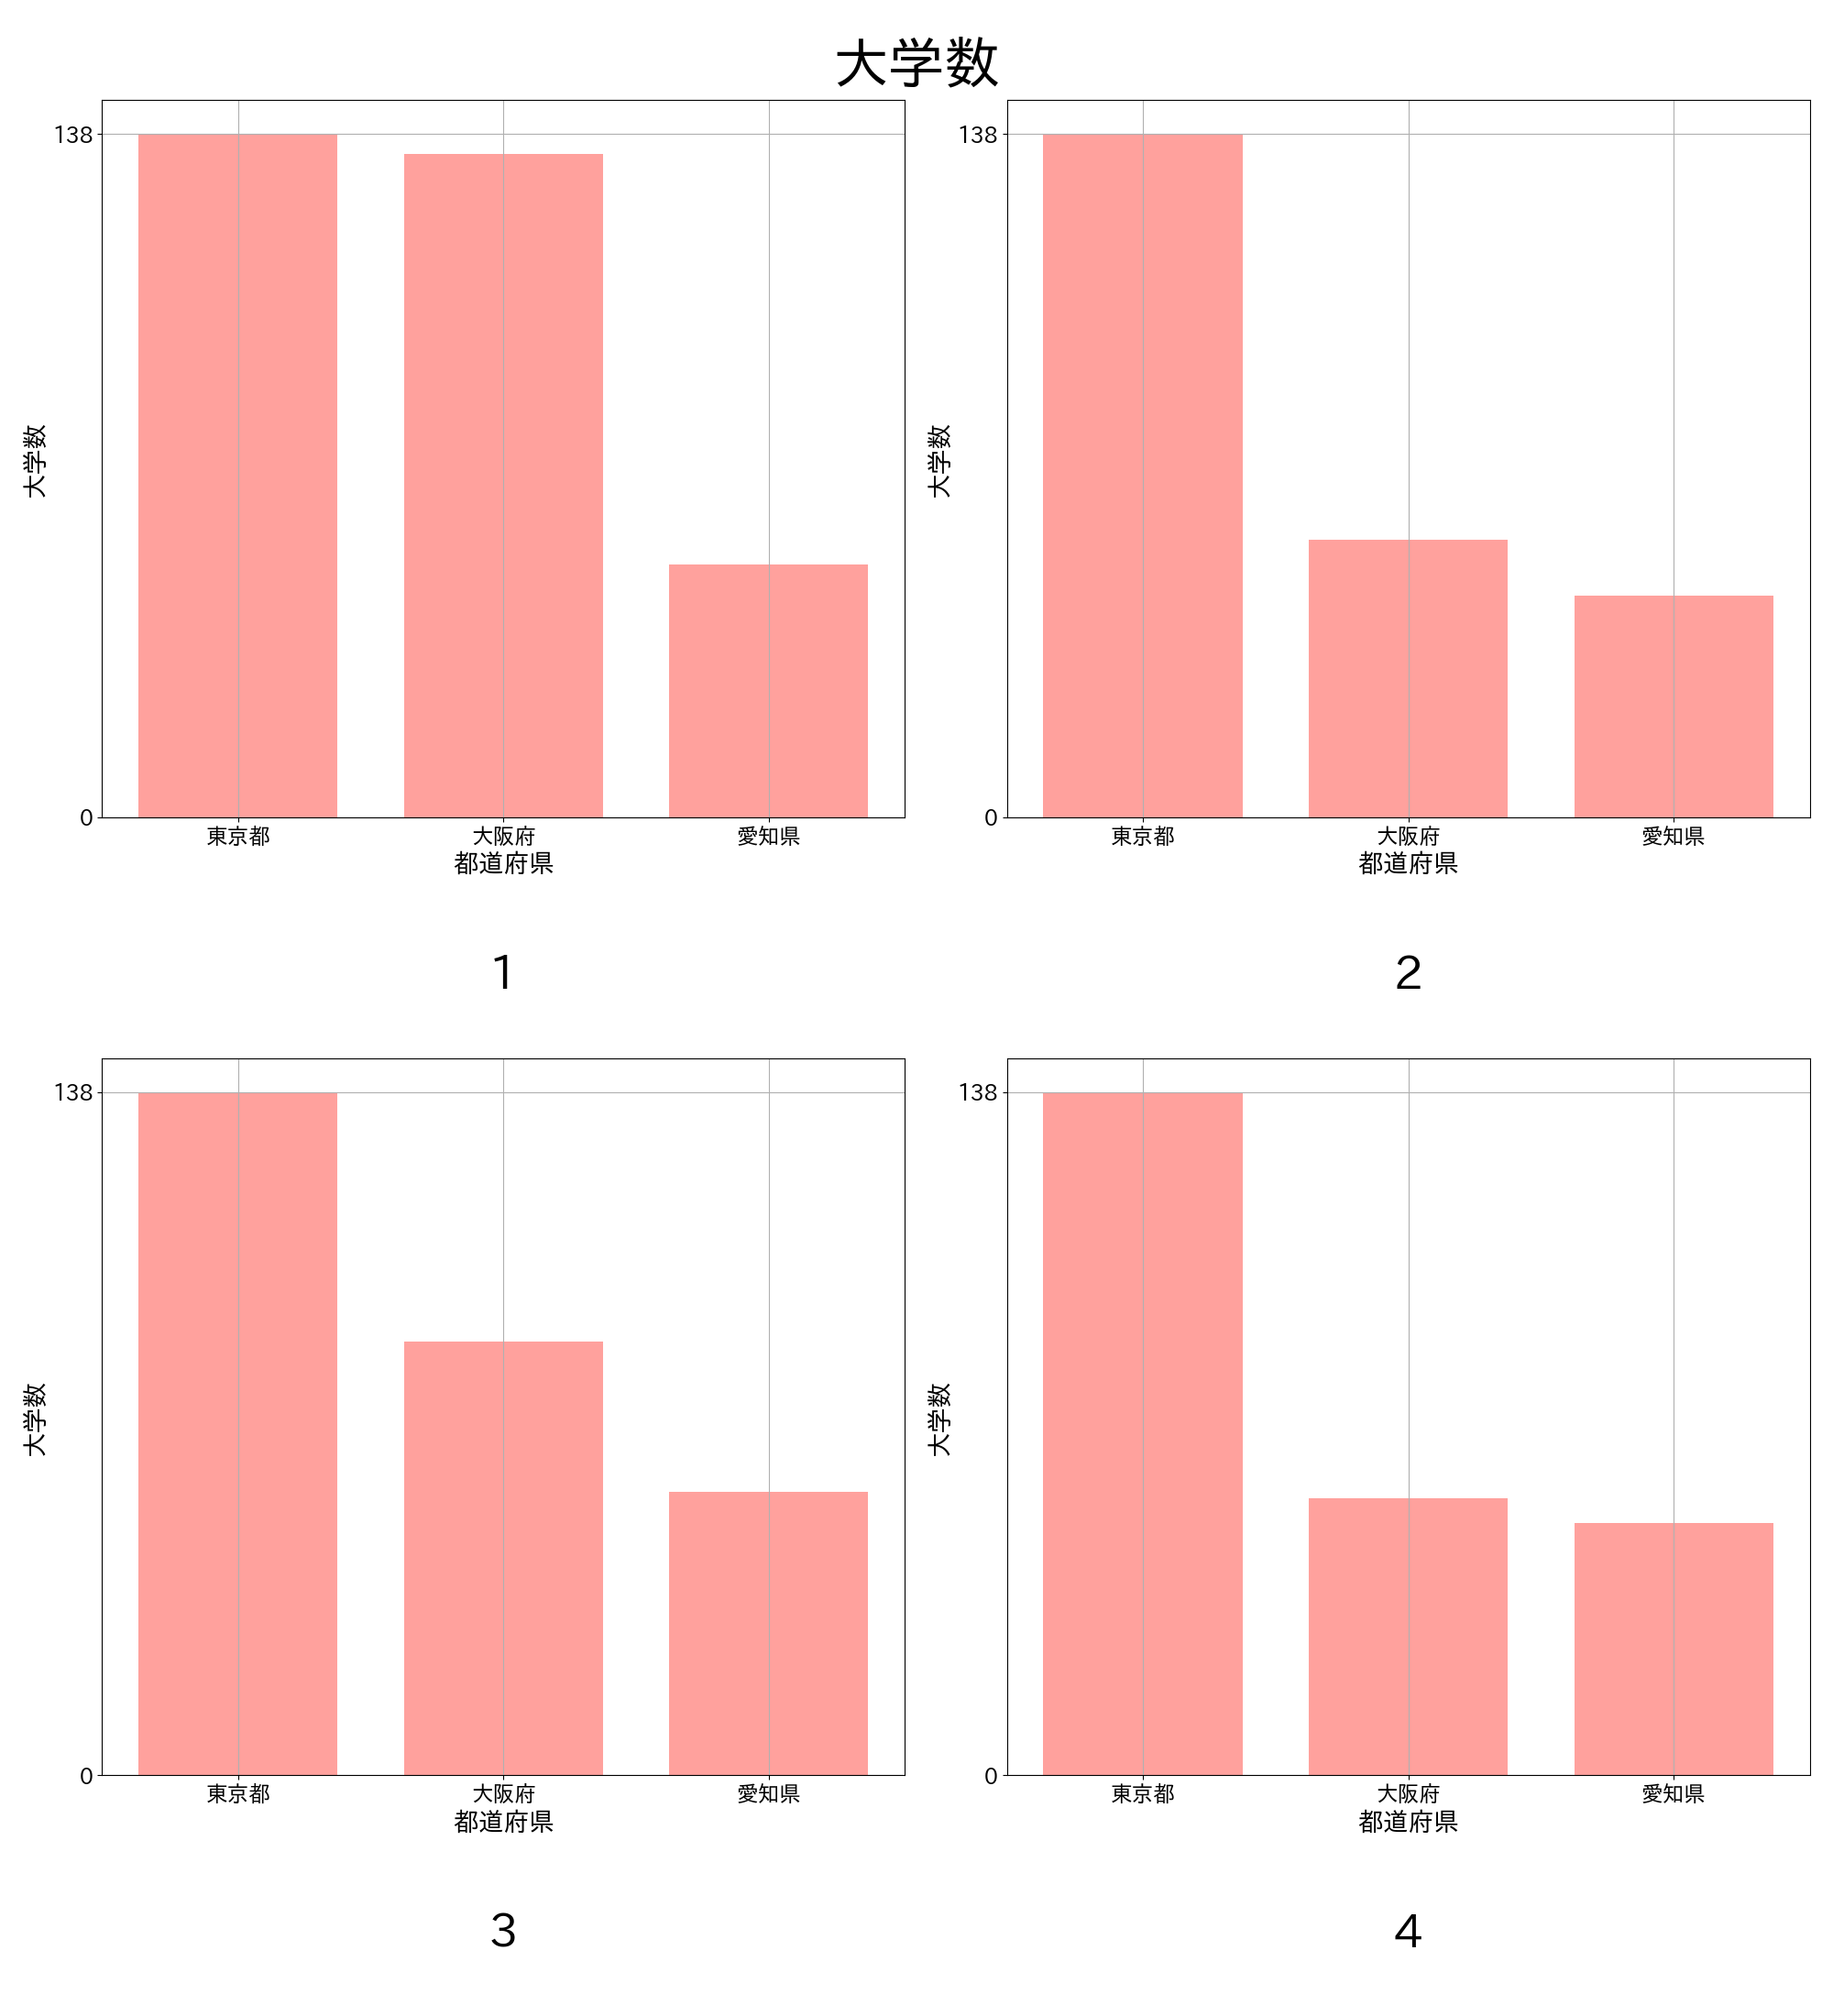 大学数
138
0
大学数
東京都 大阪府 愛知県
都道府県
1
138
0
大学数
東京都 大阪府 愛知県
都道府県
2
138
0
大学数
東京都 大阪府 愛知県
都道府県
3
138
0
大学数
東京都 大阪府 愛知県
都道府県
4